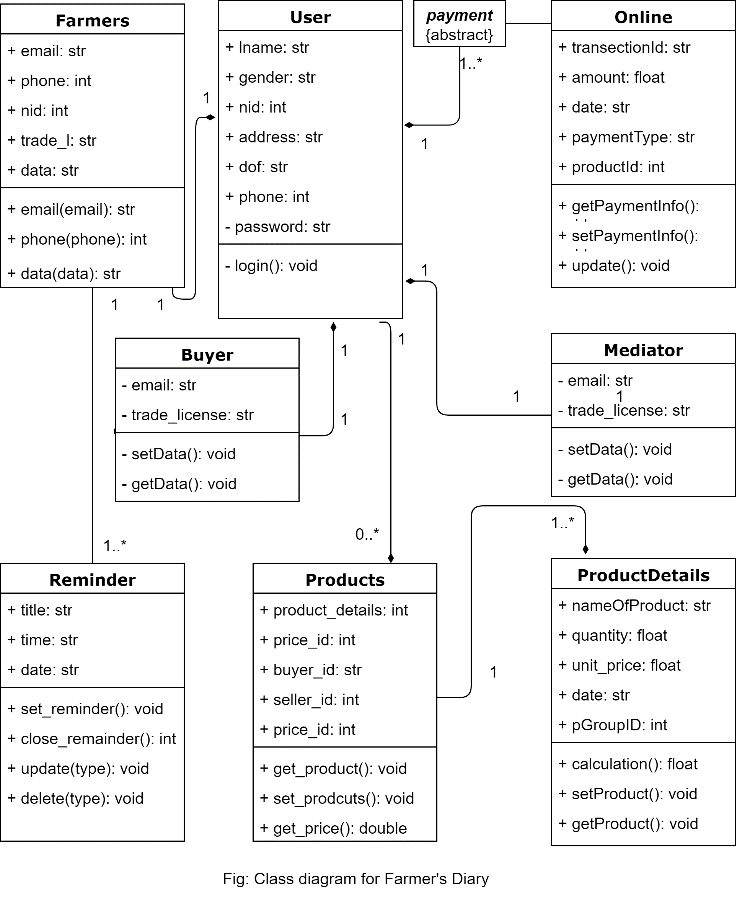 Farmers
+ email: str
+ phone: int
+ nid: int
+ trade_l: str
+ data: str
+ email(email): str
+ phone(phone): int
+ data(data): str
User
+ lname: str
+ gender: str
+ nid: int
+ address: str
+ dof: str
+ phone: int
- password: str
- login(): void
payment
{abstract}
Online
+ transectionId: str
+ amount: float
+ date: str
+ paymentType: str
+ productId: int
+ getPaymentInfo():
+ setPaymentInfo():
+ update(): void
1..*
1
1
1
1
1
Buyer
- email: str
- trade_license: str
- setData(): void
- getData(): void
1
1
1
0..*
Mediator
- email: str
- trade_license: str
- setData(): void
- getData(): void
1
1
1..*
Reminder
+ title: str
+ time: str
+ date: str
+ set_reminder(): void
+ close_remainder(): int
+ update(type): void
+ delete(type): void
Products
+ product_details: int
+ price_id: int
+ buyer_id: str
+ seller_id: int
+ price_id: int
+ get_product(): void
+ set_prodcuts(): void
+ get_price(): double
1
1..*
ProductDetails
+ nameOfProduct: str
+ quantity: float
+ unit_price: float
+ date: str
+ pGroupID: int
+ calculation(): float
+ setProduct(): void
+ getProduct(): void
Fig: Class diagram for Farmer's Diary